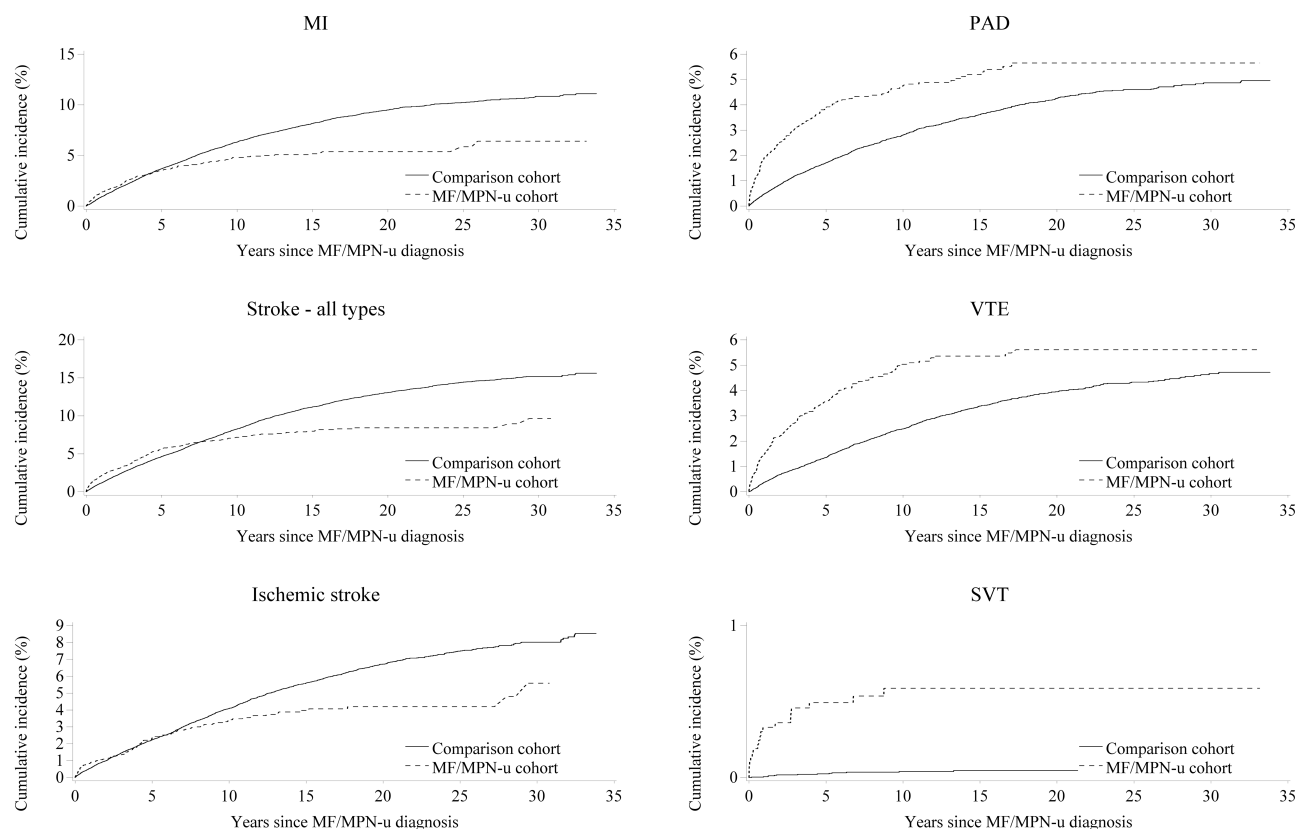 MI
Cumulative incidence (%)
15
10
5
0
Comparison cohort
MF/MPN-u cohort
0 5 10 15 20 25 30 35
Years since MF/MPN-u diagnosis
PAD
Cumulative incidence (%)
6
5
4
3
2
1
0
Comparison cohort
MF/MPN-u cohort
0 5 10 15 20 25 30 35
Years since MF/MPN-u diagnosis
Stroke - all types
Cumulative incidence (%)
20
15
10
5
0
Comparison cohort
MF/MPN-u cohort
0 5 10 15 20 25 30 35
Years since MF/MPN-u diagnosis
VTE
Cumulative incidence (%)
6
5
4
3
2
1
0
Comparison cohort
MF/MPN-u cohort
0 5 10 15 20 25 30 35
Years since MF/MPN-u diagnosis
Ischemic stroke
Cumulative incidence (%)
9
8
7
6
5
4
3
2
1
0
Comparison cohort
MF/MPN-u cohort
0 5 10 15 20 25 30 35
Years since MF/MPN-u diagnosis
SVT
Cumulative incidence (%)
1
0
Comparison cohort
MF/MPN-u cohort
0 5 10 15 20 25 30 35
Years since MF/MPN-u diagnosis